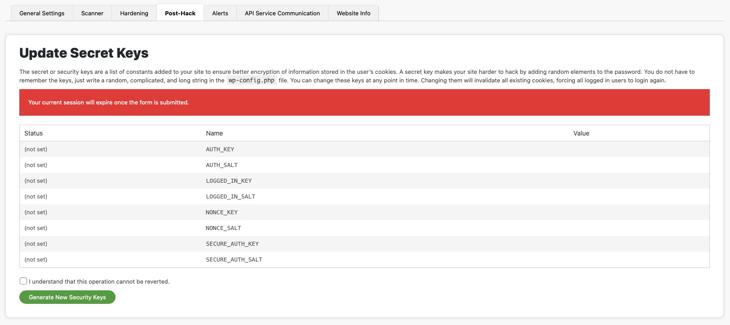 General Settings
Scanner
Hardening
Post-Hack
Alerts
API Service Communication
Website Info
Update Secret Keys
The secret or security keys are a list of constants added to your site to ensure better encryption of information stored in the user's cookies. A secret key makes your site harder to hack by adding random elements to the password. You do not have to
remember the keys, just write a random, complicated, and long string in the wp-config.php file. You can change these keys at any point in time. Changing them will invalidate all existing cookies, forcing all logged in users to login again.
Your current session will expire once the form is submitted.
Status Name Value
(not set) AUTH_KEY
(not set) AUTH_SALT
(not set) LOGGED_IN_KEY
(not set) LOGGED_IN_SALT
(not set) NONCE_KEY
(not set) NONCE_SALT
(not set) SECURE_AUTH_KEY
(not set) SECURE_AUTH_SALT
I understand that this operation cannot be reverted.
Generate New Security Keys